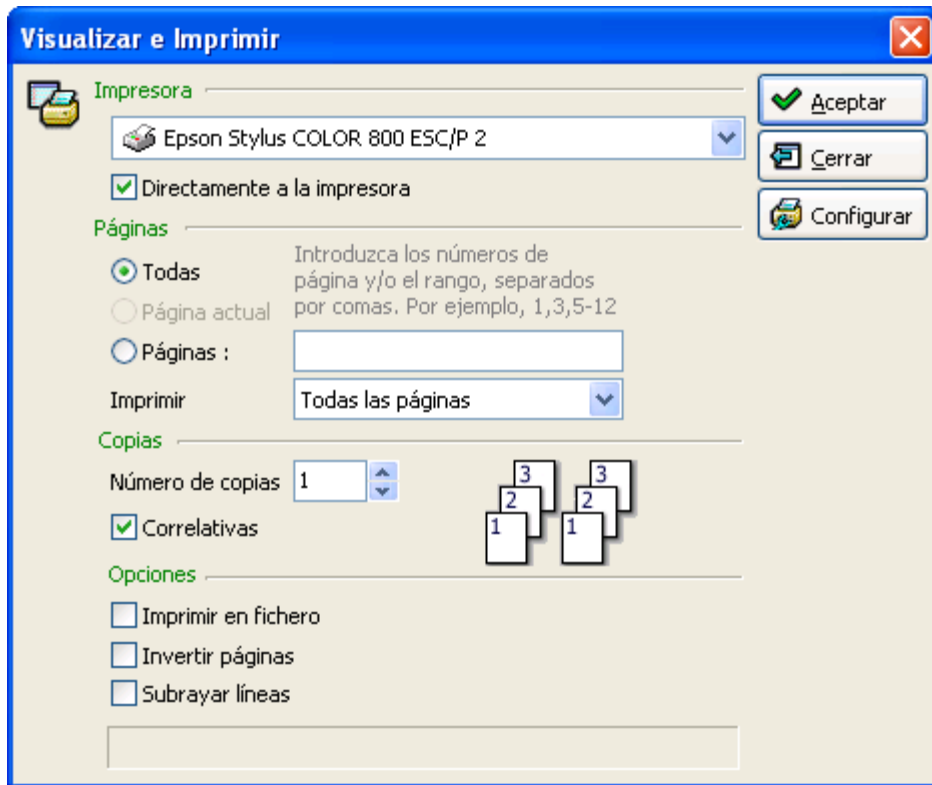 Visualizar e Imprimir
Impresora
Epson Stylus COLOR 800 ESC/P 2
Directamente a la impresora
Aceptar
Cerrar
Configurar
Páginas
Todas
Introduzca los números de
página y/o el rango, separados
por comas. Por ejemplo, 1,3,5-12
Página actual
Páginas :
Imprimir
Todas las páginas
Copias
Número de copias
1
3
2
1
3
2
1
Correlativas
Opciones
Imprimir en fichero
Invertir páginas
Subrayar líneas